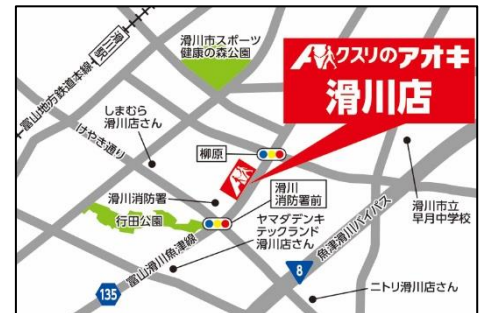 滑川駅
富山地方鉄道本線
滑川市スポーツ
健康の森公園
クスリのアオキ
滑川店
しまむら
滑川店さん
けやき通り
柳原
滑川消防署
滑川
消防署前
行田公園
ヤマダデンキ
テックランド
滑川店さん
富山滑川魚津線
135
魚津滑川バイパス
8
滑川市立
早月中学校
ニトリ滑川店さん